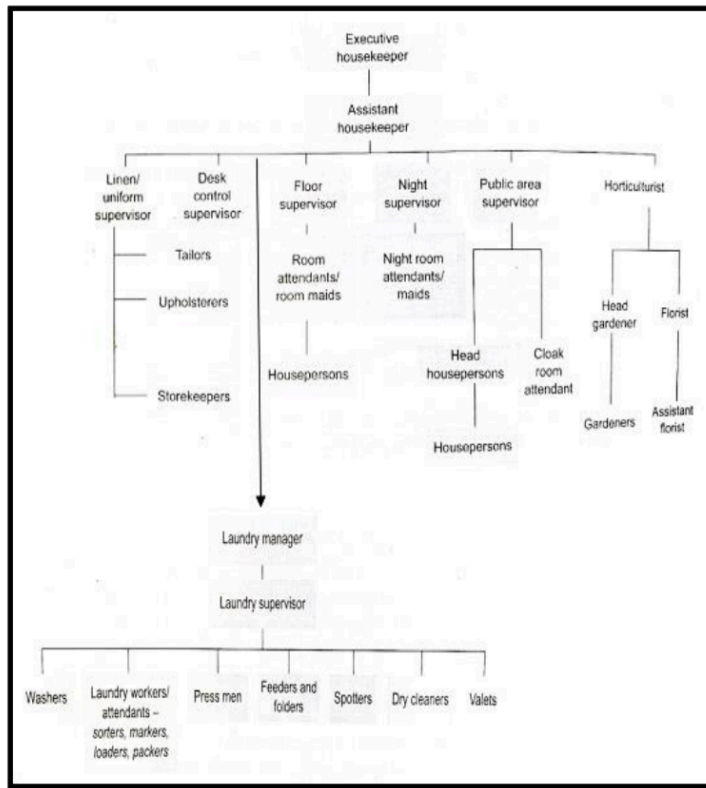 Executive
housekeeper
Assistant
housekeeper
Linen/
uniform
supervisor
Desk
control
supervisor
Floor
supervisor
Night
supervisor
Public area
supervisor
Horticulturist
Tailors
Upholsterers
Storekeepers
Room
attendants/
room maids
Housepersons
Night room
attendants/
maids
Head
housepersons
Cloak
room
attendant
Housepersons
Head
gardener
Florist
Gardeners
Assistant
florist
Laundry manager
Laundry supervisor
Washers
Laundry workers/
attendants –
sorters, markers,
loaders, packers
Press men
Feeders and
folders
Spotters
Dry cleaners
Valets